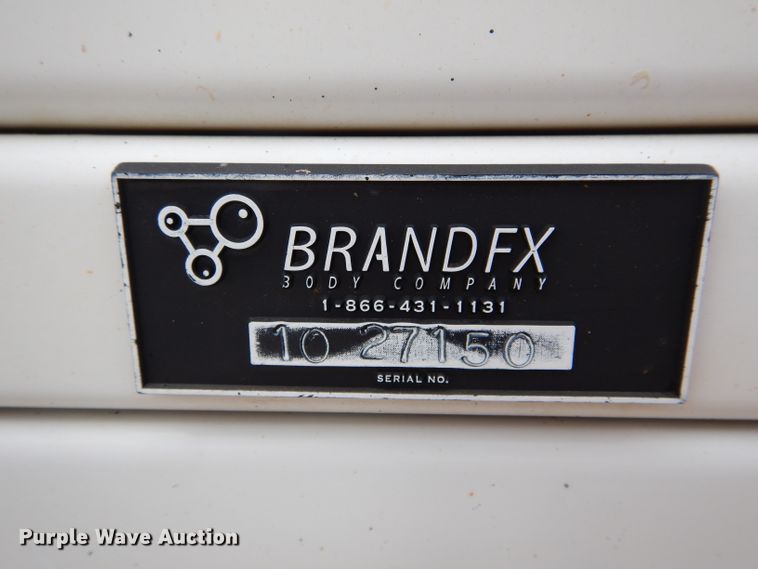 BRANDFX
BODY COMPANY
1-866-431-1131
10 27150
SERIAL NO.
Purple Wave Auction